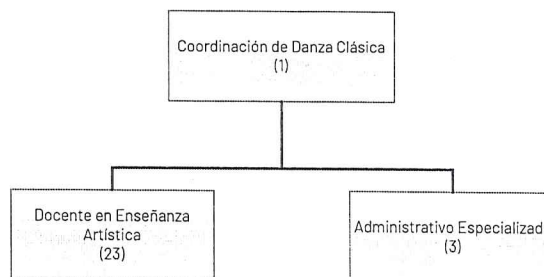 Coordinación de Danza Clásica
(1)
Docente en Enseñanza
Artística
(23)
Administrativo Especializad
(3)